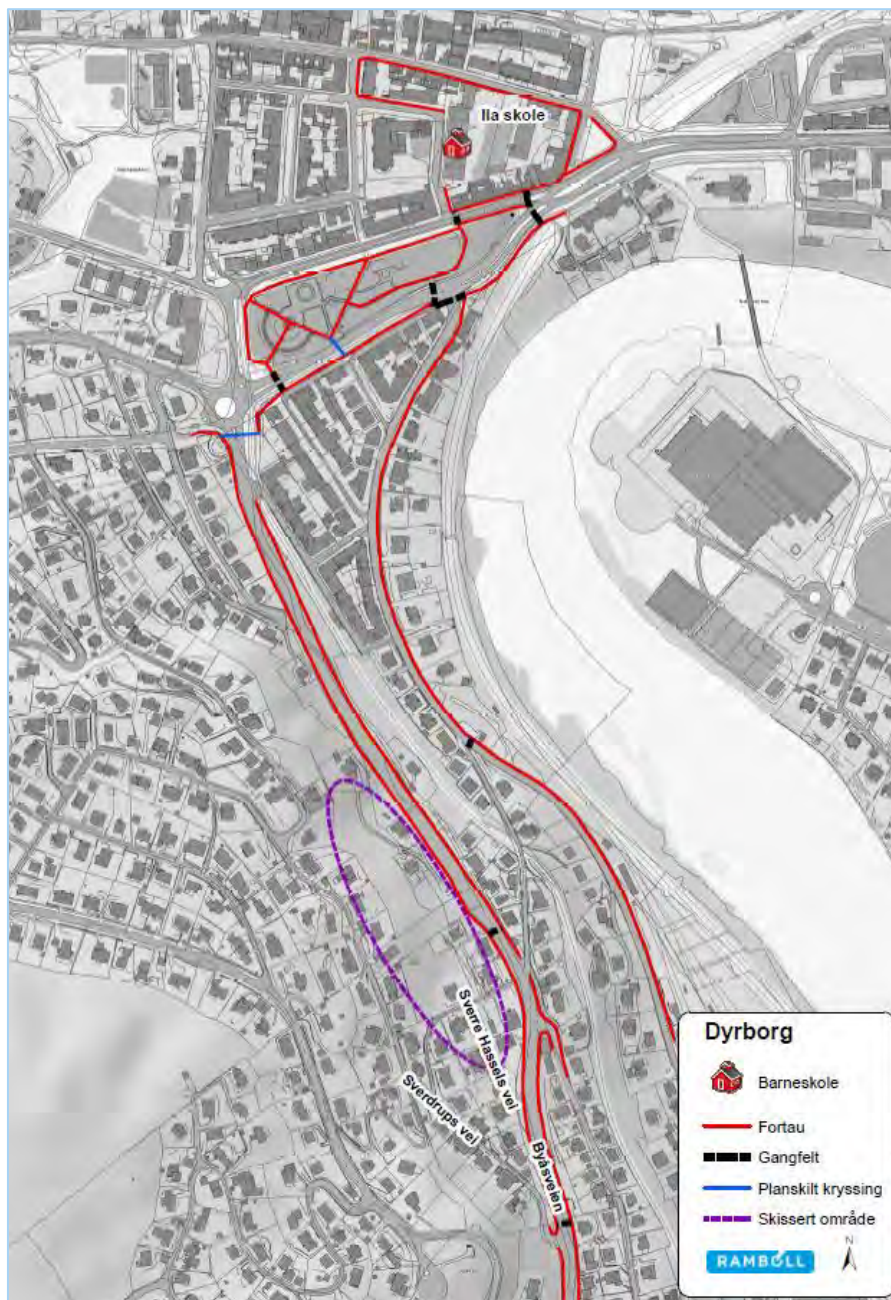 Ila skole
Sverre Hassels vei
Sverdrups vei
Byåsveien
Dyrborg
Barneskole
Fortau
Gangfelt
Planskilt kryssing
Skissert område
RAMBOLL
N